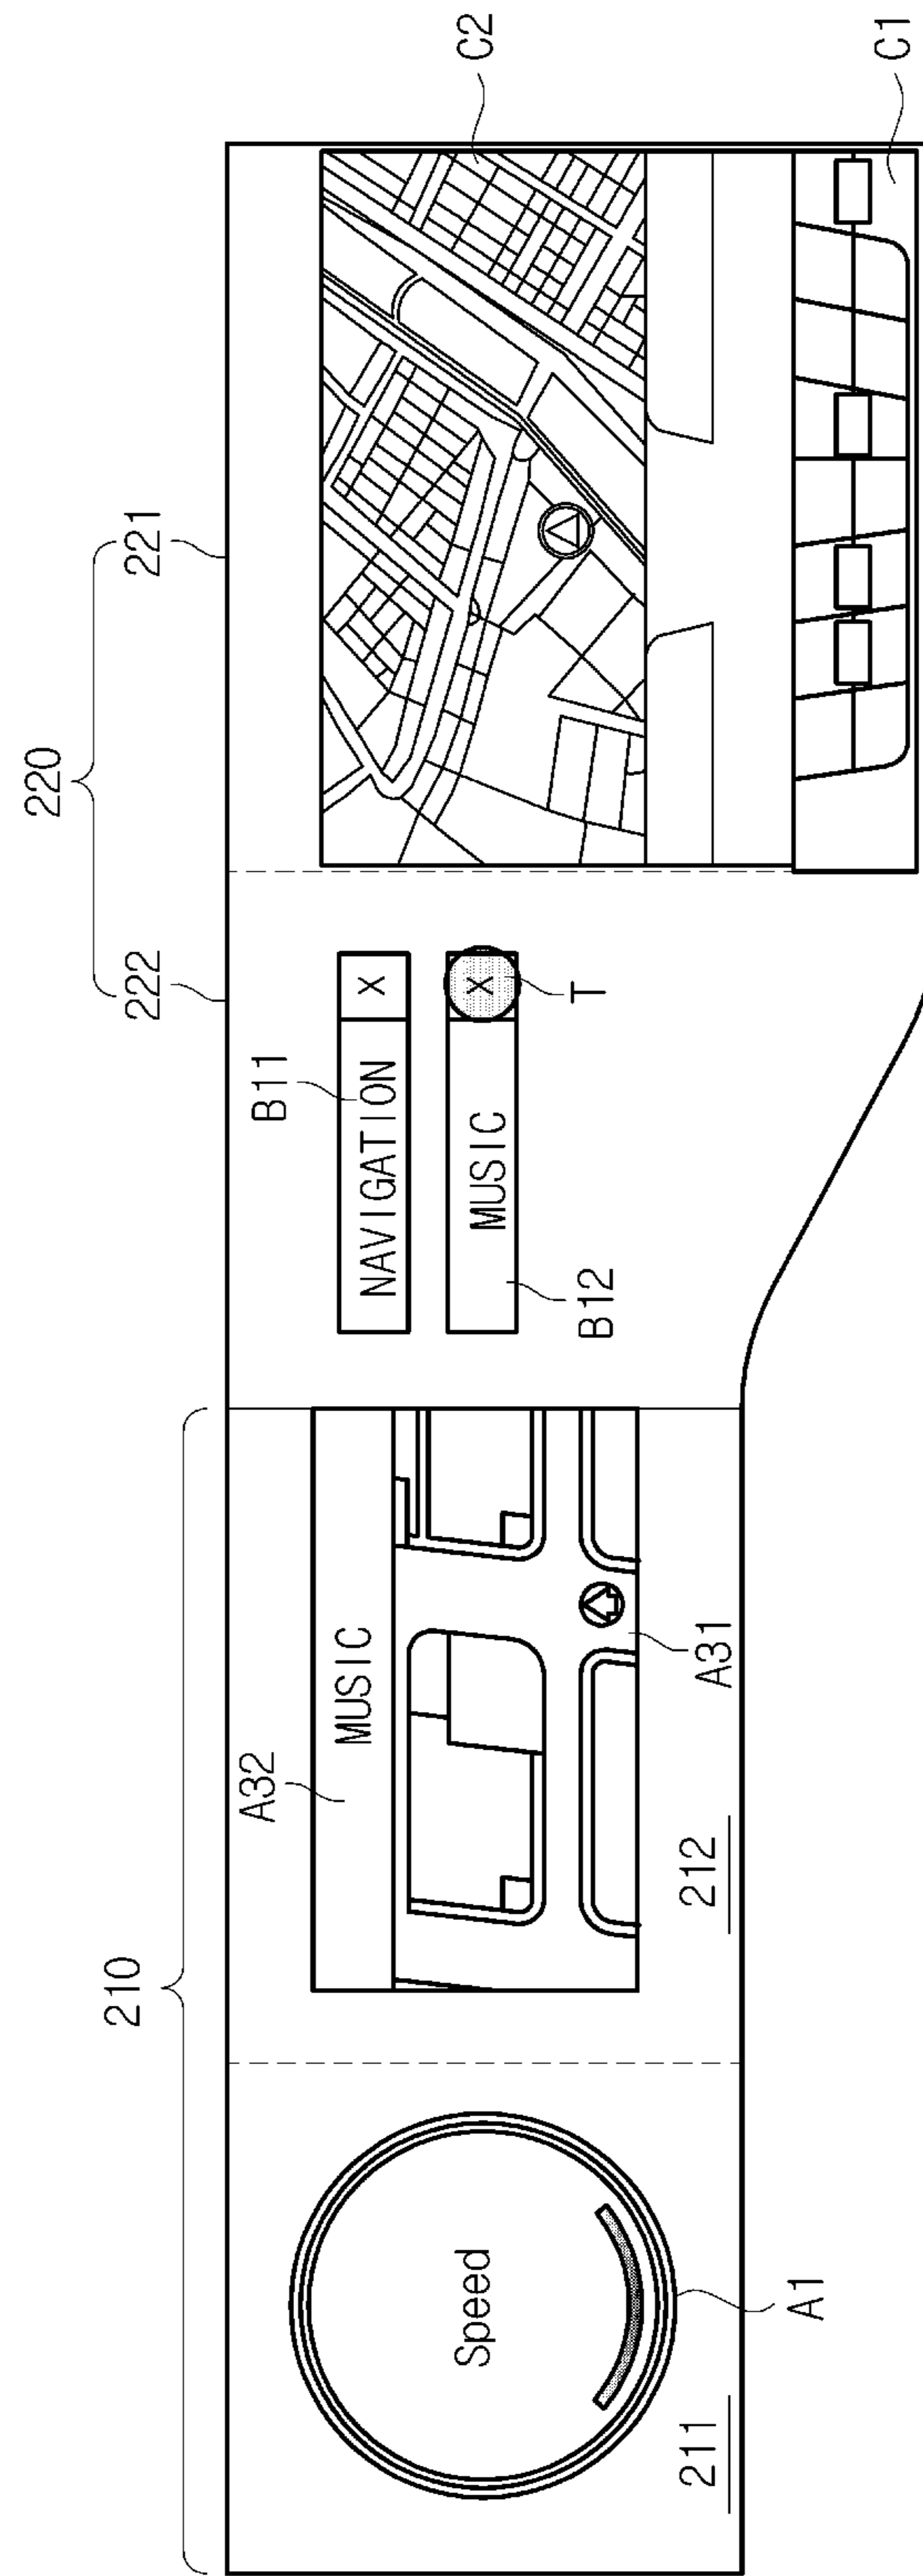 210
220
222
221
Speed
A1
211
A32
MUSIC
A31
212
B11
NAVIGATION
X
MUSIC
X
B12
T
C2
C1